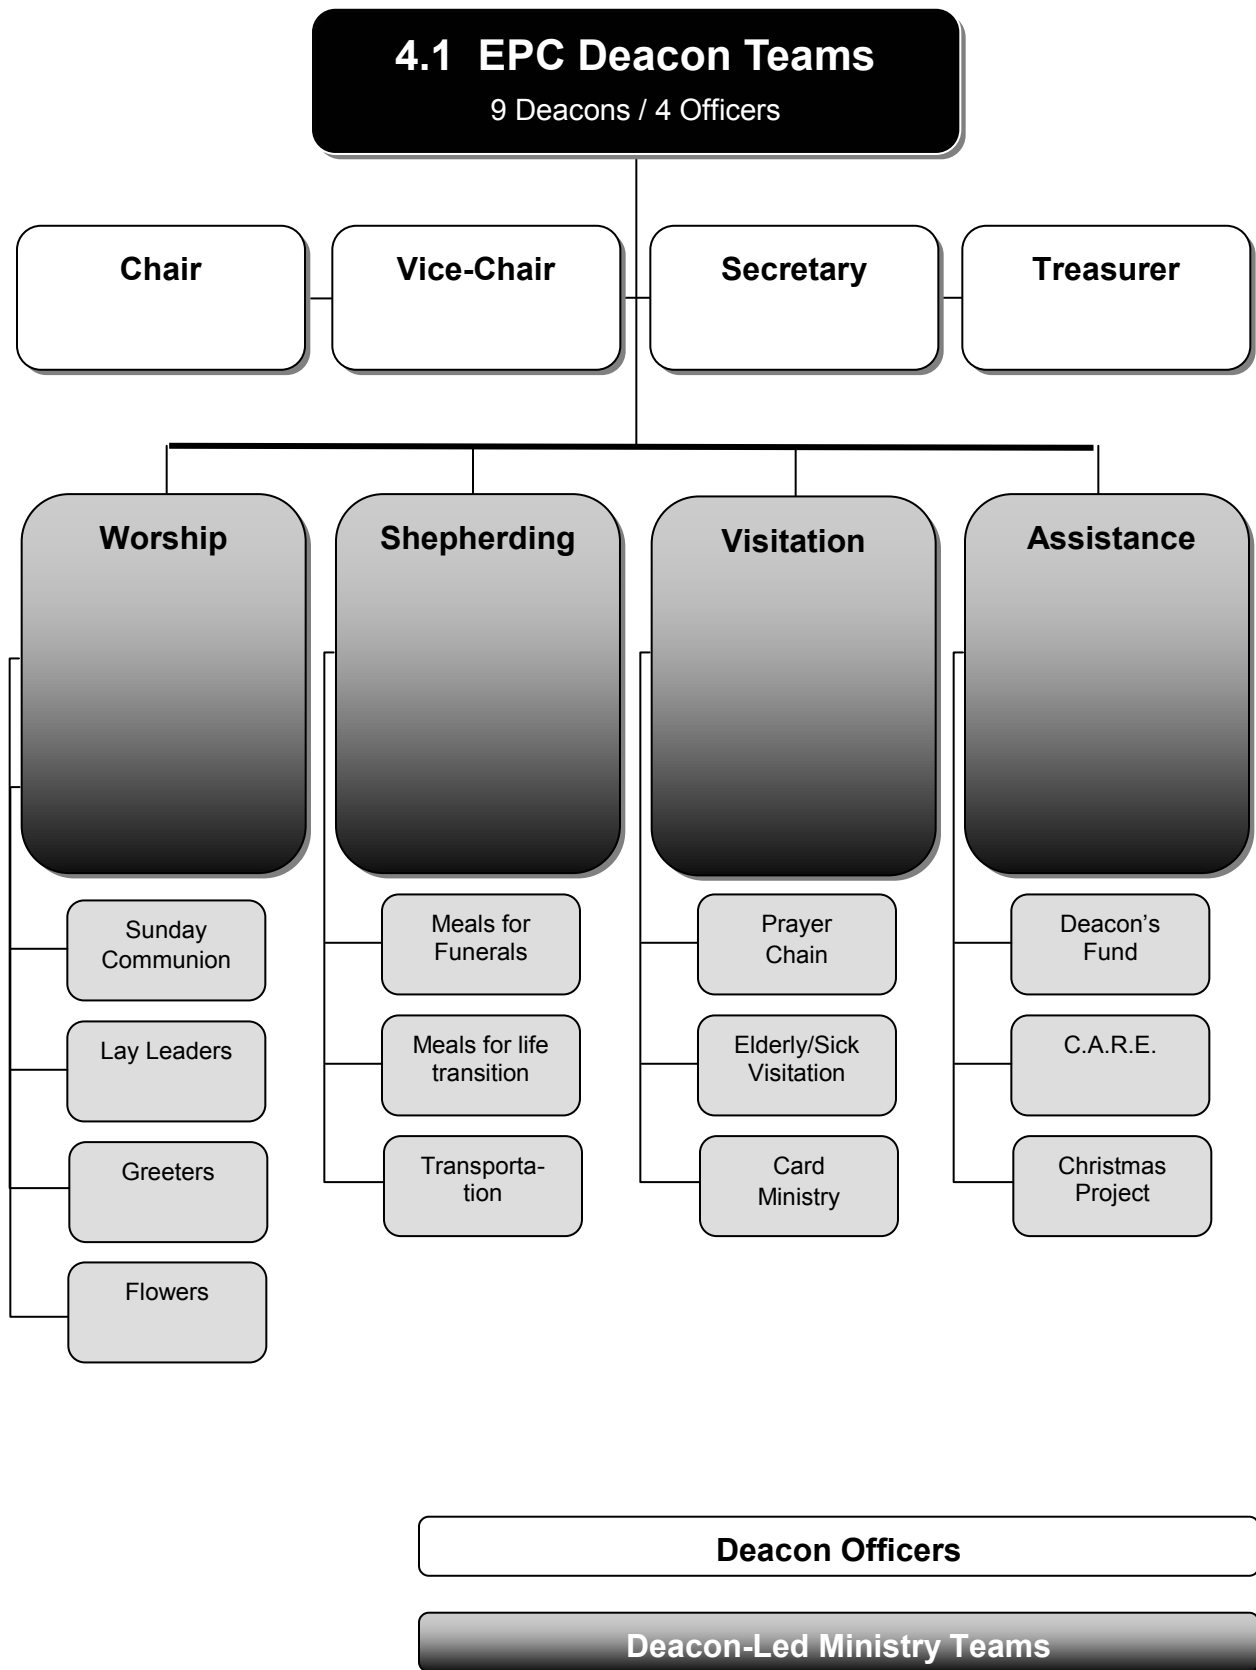 4.1 EPC Deacon Teams
9 Deacons / 4 Officers
Chair
Vice-Chair
Secretary
Treasurer
Worship
Shepherding
Visitation
Assistance
Sunday
Communion
Lay Leaders
Greeters
Flowers
Meals for
Funerals
Meals for life
transition
Transporta-
tion
Prayer
Chain
Elderly/Sick
Visitation
Card
Ministry
Deacon’s
Fund
C.A.R.E.
Christmas
Project
Deacon Officers
Deacon-Led Ministry Teams